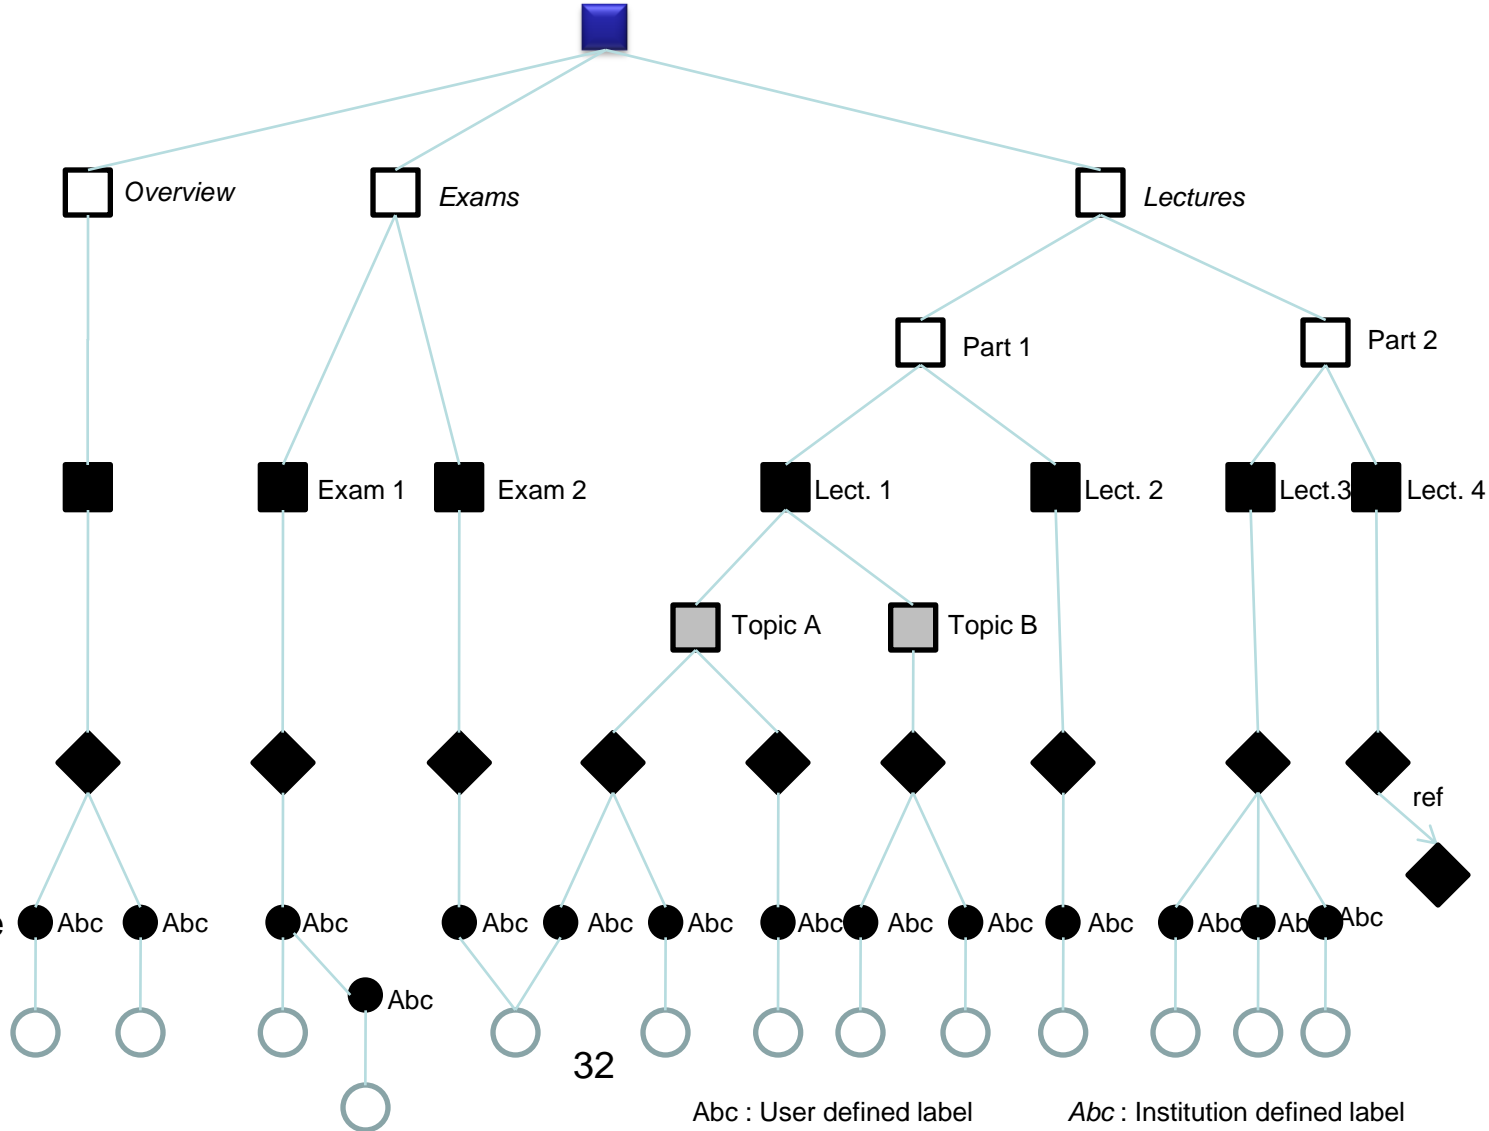 Overview
Exams
Lectures
Part 1
Part 2
Exam 1
Exam 2
Lect. 1
Lect. 2
Lect.3
Lect. 4
Topic A
Topic B
ref
e
Abc
Abc
Abc
Abc
Abc
Abc
Abc
Abc
Abc
Abc
Abc
Ab
Abc
Abc
32
Abc : User defined label
Abc : Institution defined label